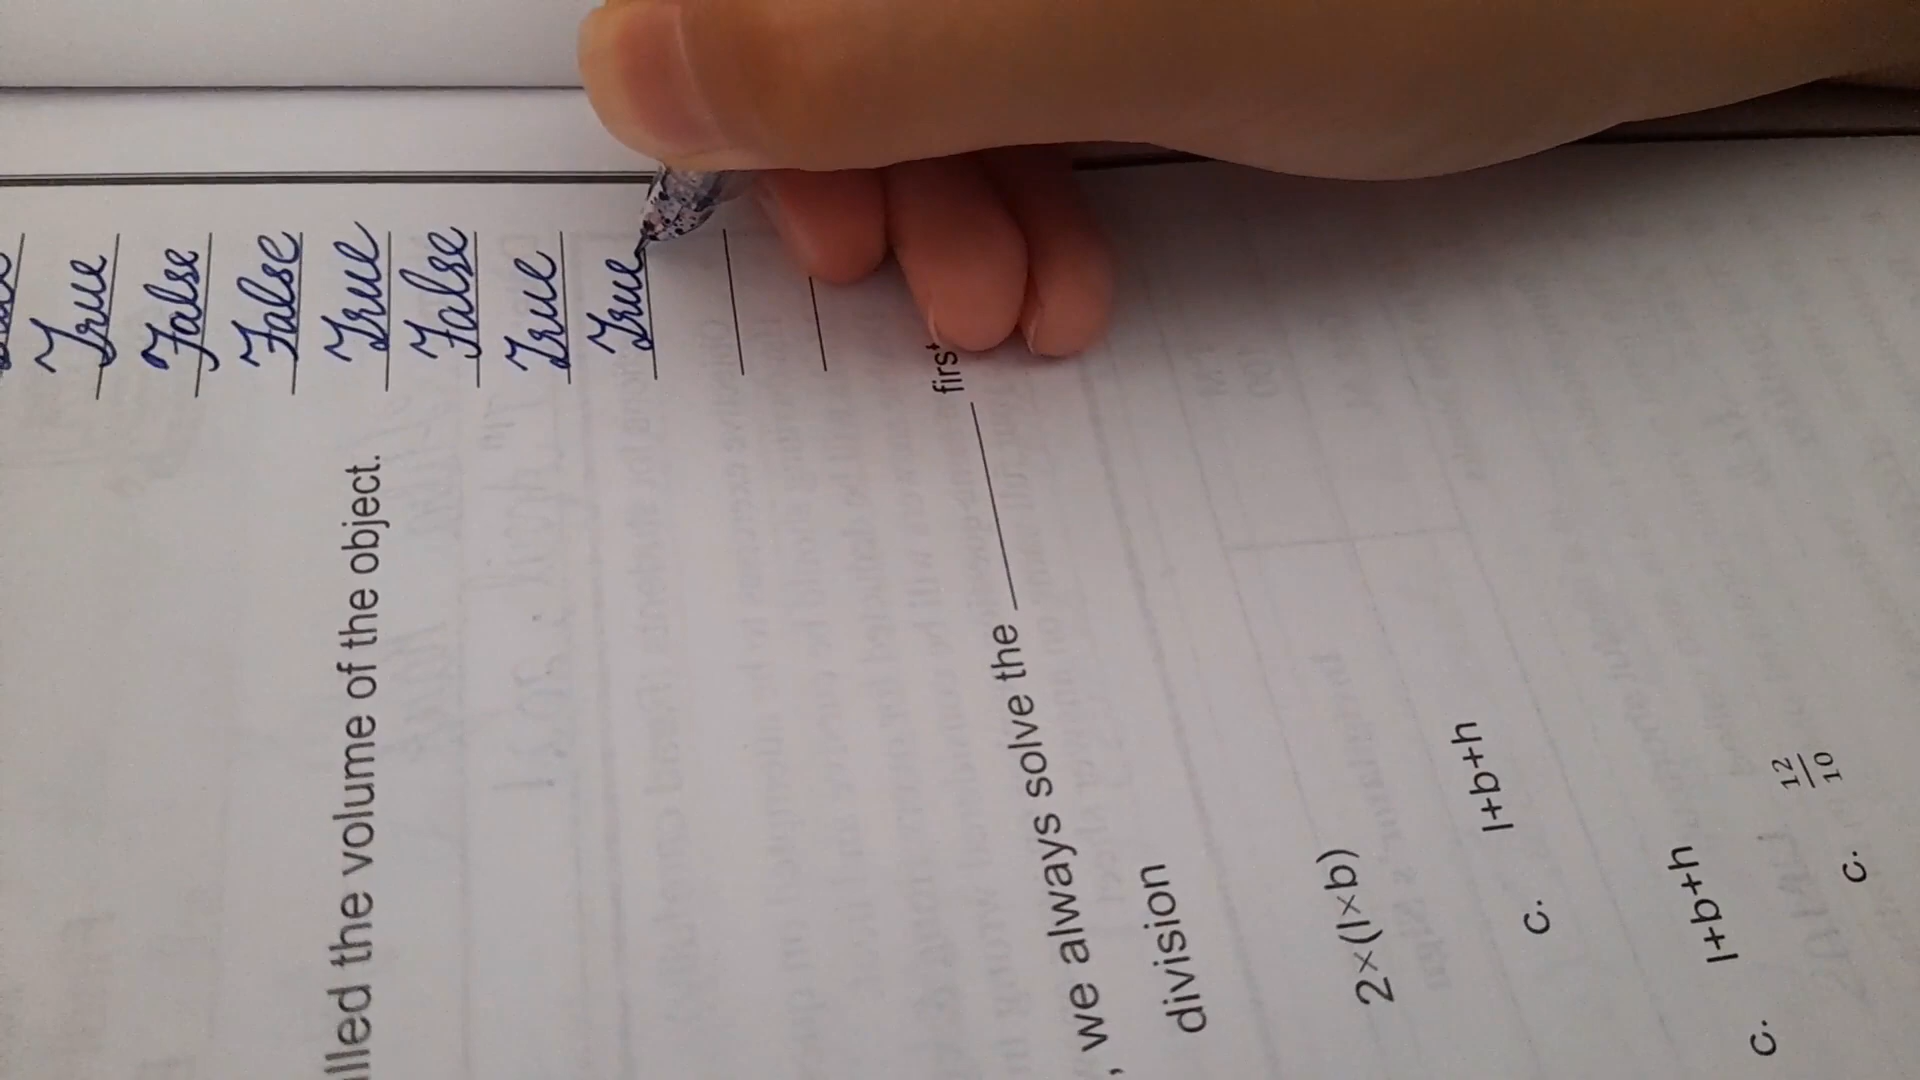 True
False
False
lled the volume of the object. True
False
True
True
, we always solve the ______ first
division
2×(l×b)
c. l+b+h
c. l+b+h
c. 12/10